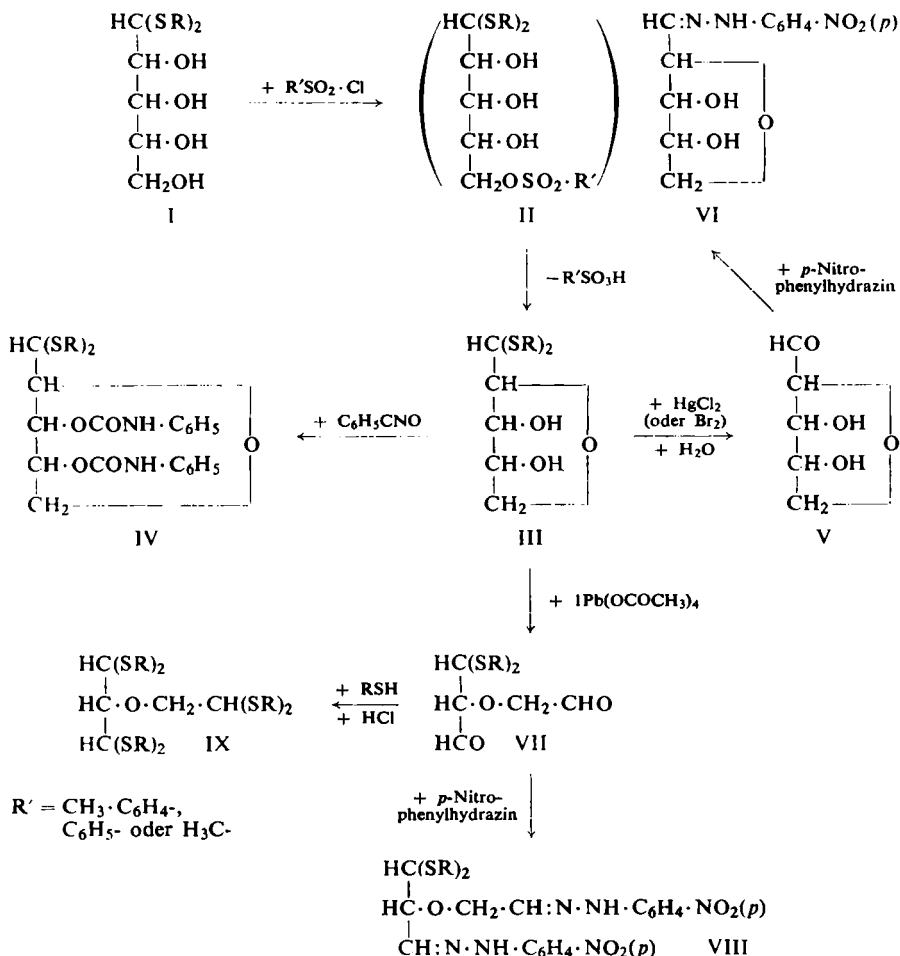 HC(SR)₂
CH·OH
CH·OH
CH·OH
CH₂OH
I
+ R′SO₂·Cl
HC(SR)₂
CH·OH
CH·OH
CH·OH
CH₂OSO₂·R′
II
HC:N·NH·C₆H₄·NO₂(p)
CH
CH·OH
CH·OH
CH₂
O
VI
−R′SO₃H
+ p-Nitro-
phenylhydrazin
HC(SR)₂
CH
CH·OCONH·C₆H₅
CH·OCONH·C₆H₅
CH₂
O
IV
+ C₆H₅CNO
HC(SR)₂
CH
CH·OH
CH·OH
CH₂
O
III
+ HgCl₂
(oder Br₂)
+ H₂O
HCO
CH
CH·OH
CH·OH
CH₂
O
V
+ 1Pb(OCOCH₃)₄
HC(SR)₂
HC·O·CH₂·CH(SR)₂
HC(SR)₂
IX
+ RSH
+ HCl
HC(SR)₂
HC·O·CH₂·CHO
HCO
VII
R′ = CH₃·C₆H₄-,
C₆H₅- oder H₃C-
+ p-Nitro-
phenylhydrazin
HC(SR)₂
HC·O·CH₂·CH:N·NH·C₆H₄·NO₂(p)
CH:N·NH·C₆H₄·NO₂(p)
VIII